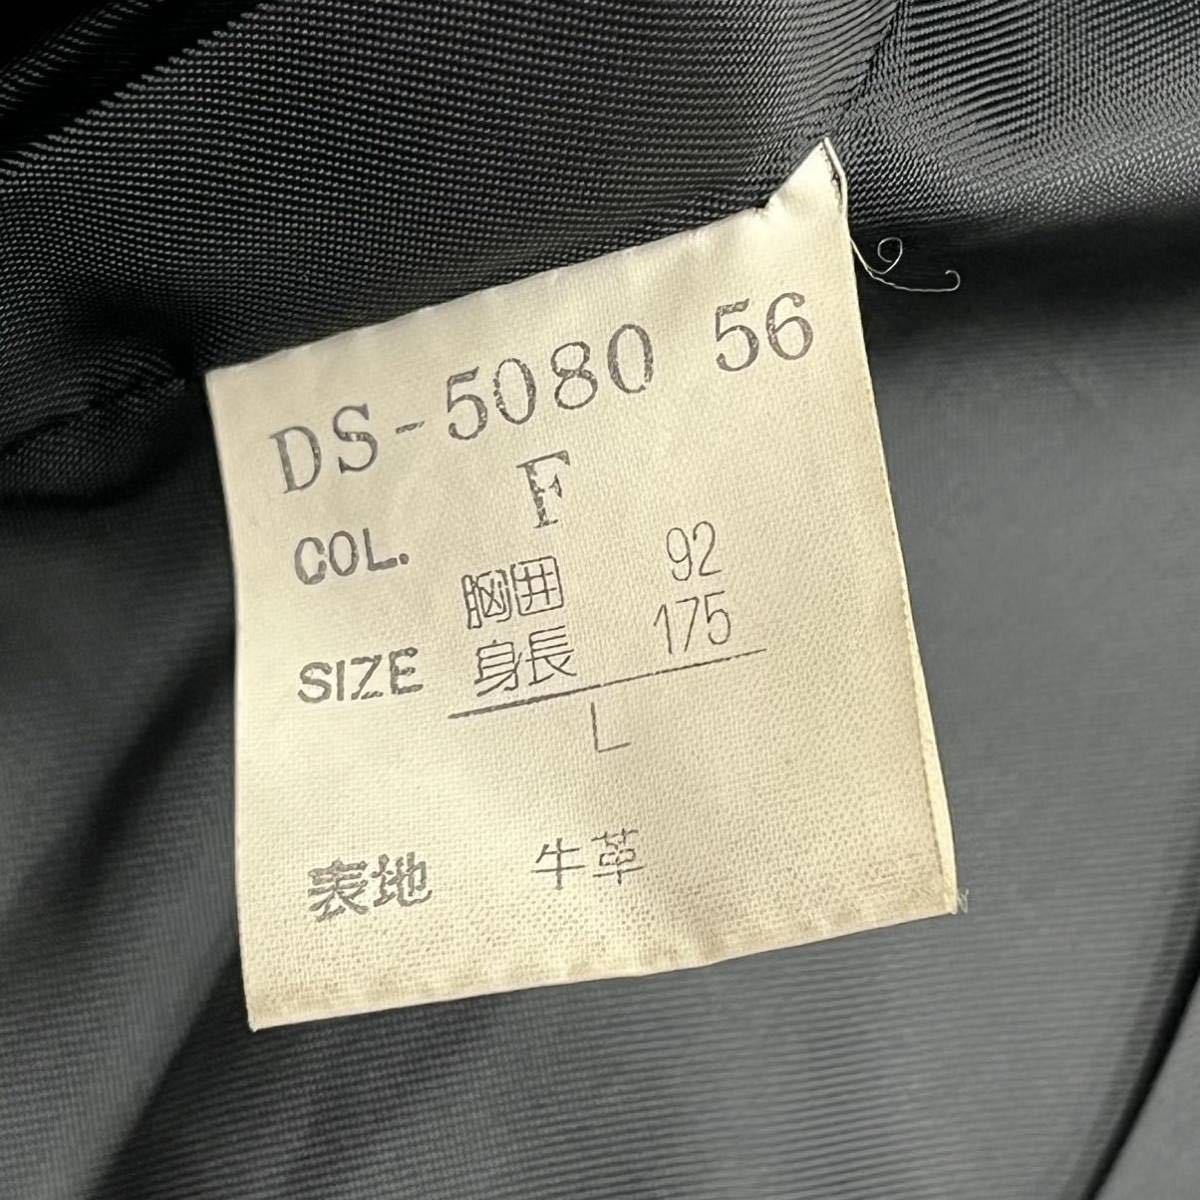 DS-5080 56
COL. F
胸囲 92
SIZE 身長 175
L
表地 牛革